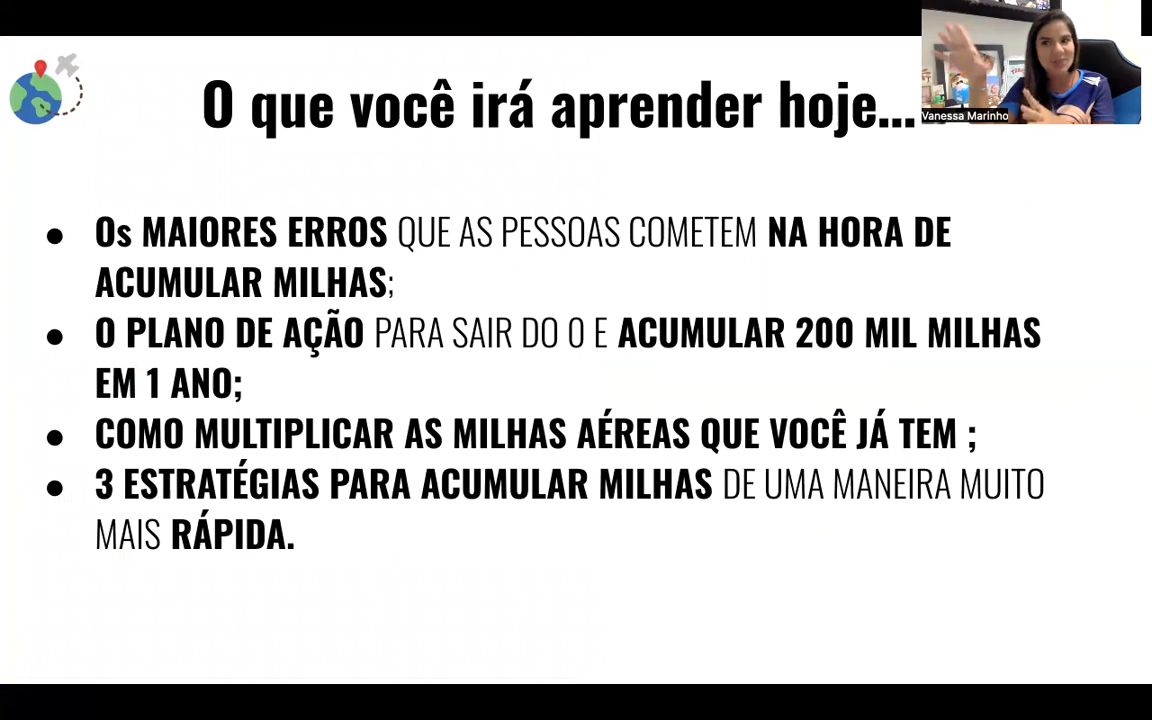 O que você irá aprender hoje...
Vanessa Marinho
● Os MAIORES ERROS QUE AS PESSOAS COMETEM NA HORA DE
ACUMULAR MILHAS;
● O PLANO DE AÇÃO PARA SAIR DO 0 E ACUMULAR 200 MIL MILHAS
EM 1 ANO;
● COMO MULTIPLICAR AS MILHAS AÉREAS QUE VOCÊ JÁ TEM ;
● 3 ESTRATÉGIAS PARA ACUMULAR MILHAS DE UMA MANEIRA MUITO
MAIS RÁPIDA.